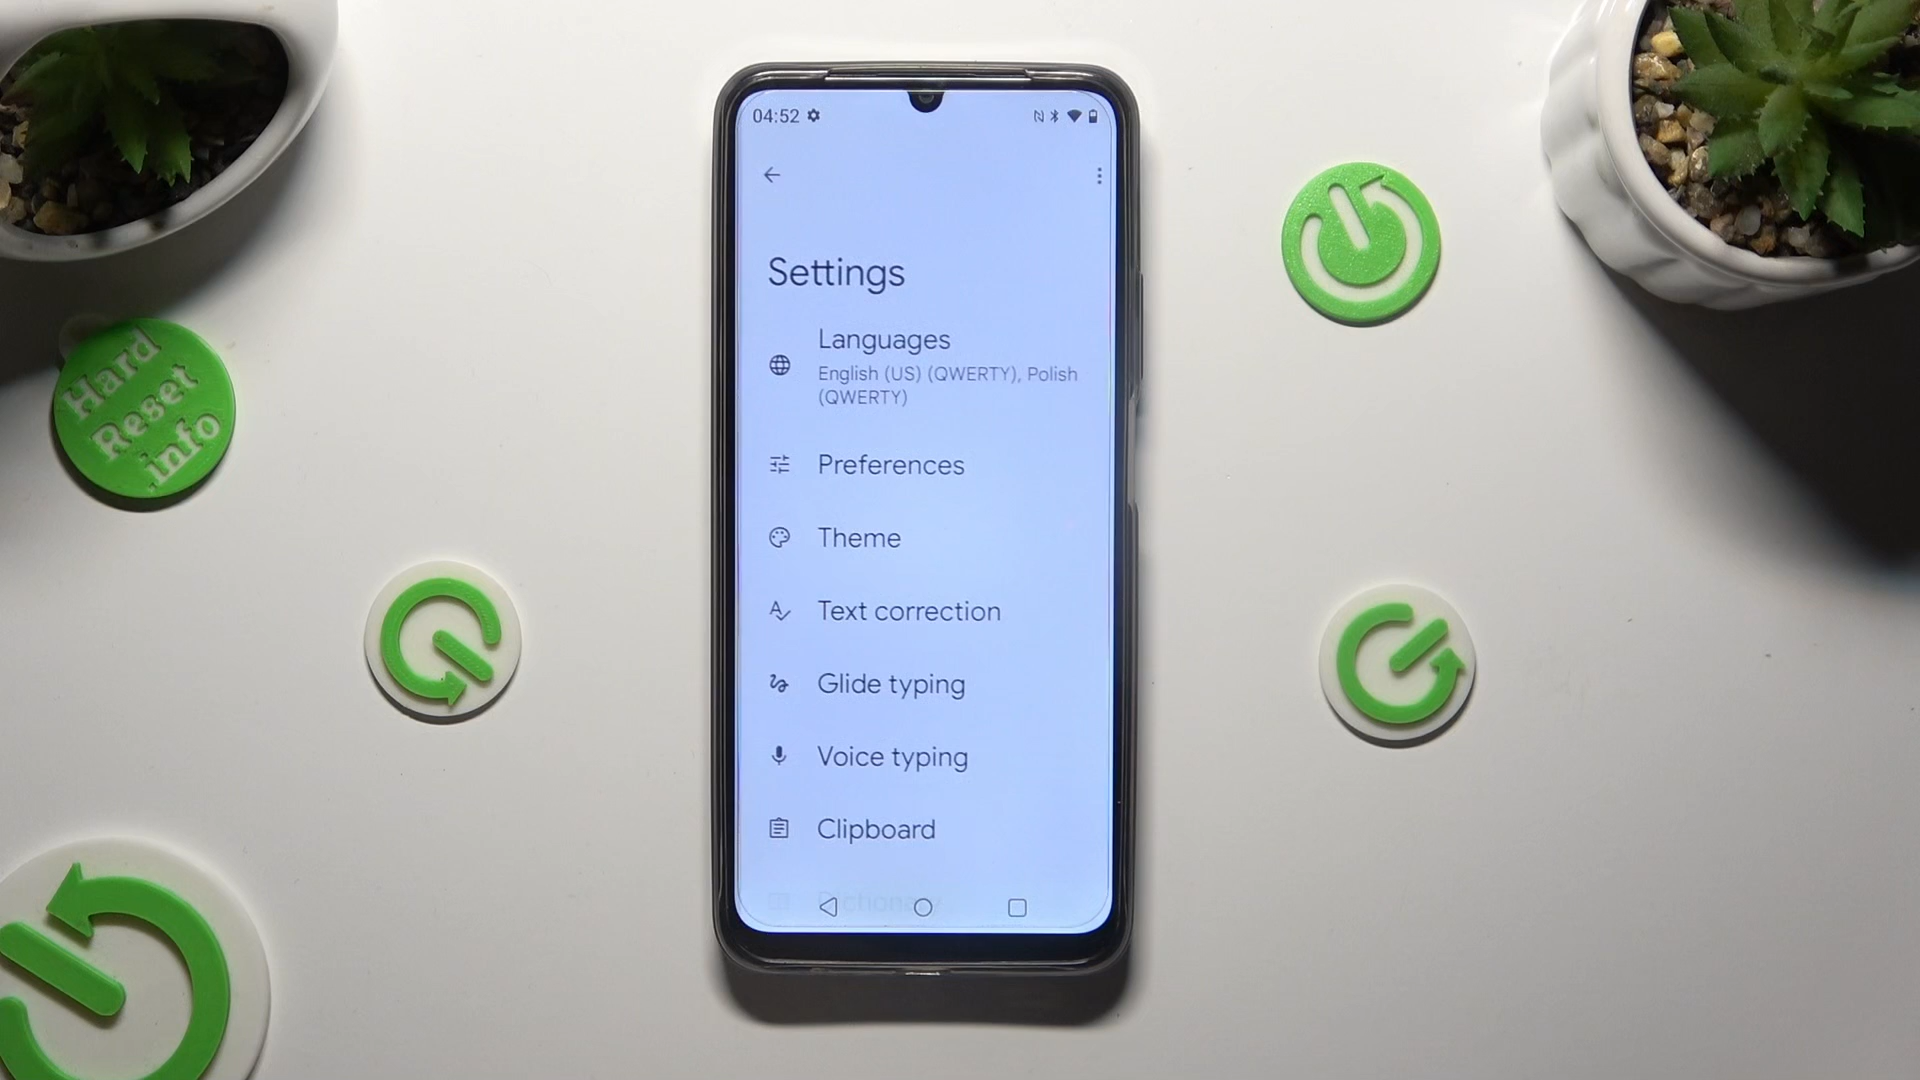 04:52
Settings
Languages
English (US) (QWERTY), Polish
(QWERTY)
Preferences
Theme
Text correction
Glide typing
Voice typing
Clipboard
Dictionary
Hard
Reset
.info